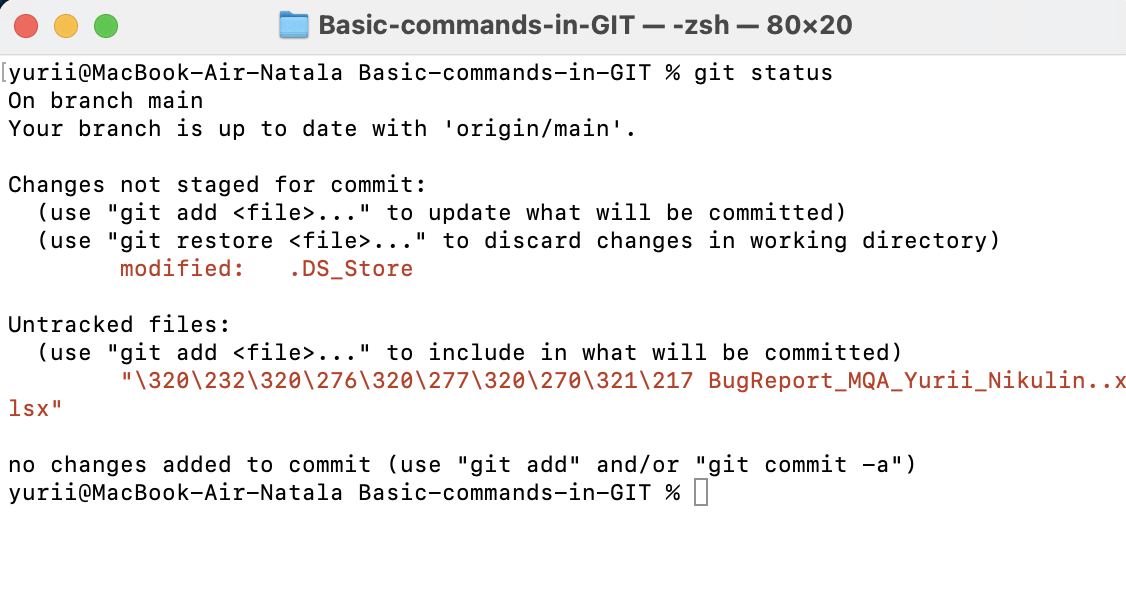 Basic-commands-in-GIT — -zsh — 80×20
[yurii@MacBook-Air-Natala Basic-commands-in-GIT % git status
On branch main
Your branch is up to date with 'origin/main'.
Changes not staged for commit:
  (use "git add <file>..." to update what will be committed)
  (use "git restore <file>..." to discard changes in working directory)
        modified:   .DS_Store
Untracked files:
  (use "git add <file>..." to include in what will be committed)
        "\320\232\320\276\320\277\320\270\321\217 BugReport_MQA_Yurii_Nikulin..x
lsx"
no changes added to commit (use "git add" and/or "git commit -a")
yurii@MacBook-Air-Natala Basic-commands-in-GIT %